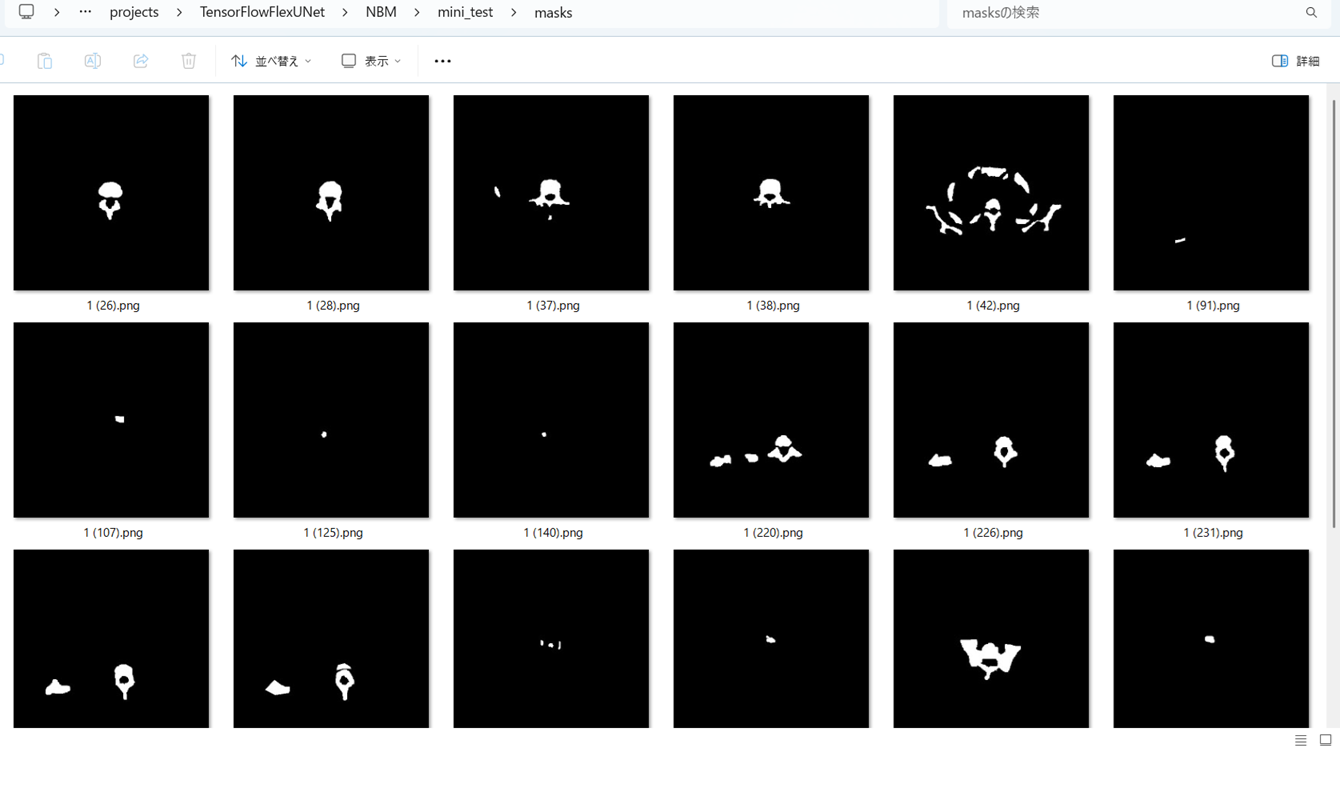 … projects TensorFlowFlexUNet NBM mini_test masks
masksの検索
並べ替え 表示 … 詳細
1 (26).png 1 (28).png 1 (37).png 1 (38).png 1 (42).png 1 (91).png
1 (107).png 1 (125).png 1 (140).png 1 (220).png 1 (226).png 1 (231).png